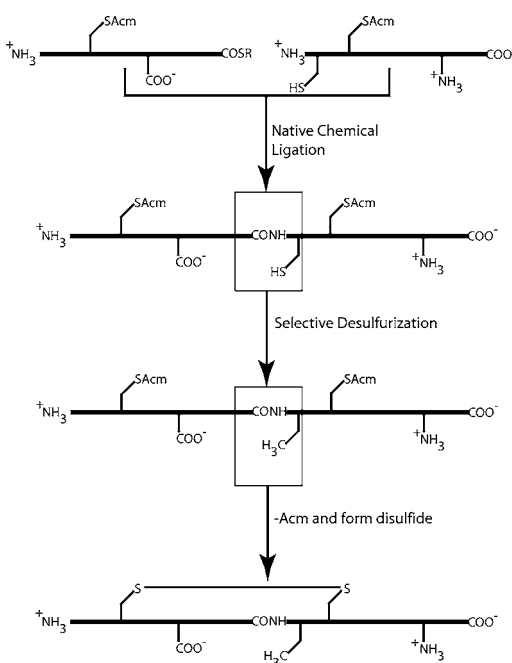 SAcm SAcm
+NH3 COSR +NH3 COO
COO- HS +NH3
Native Chemical
Ligation
SAcm SAcm
+NH3 CONH COO-
COO- HS +NH3
Selective Desulfurization
SAcm SAcm
+NH3 CONH COO-
COO- H3C +NH3
-Acm and form disulfide
S S
+NH3 CONH COO-
COO- H3C +NH3